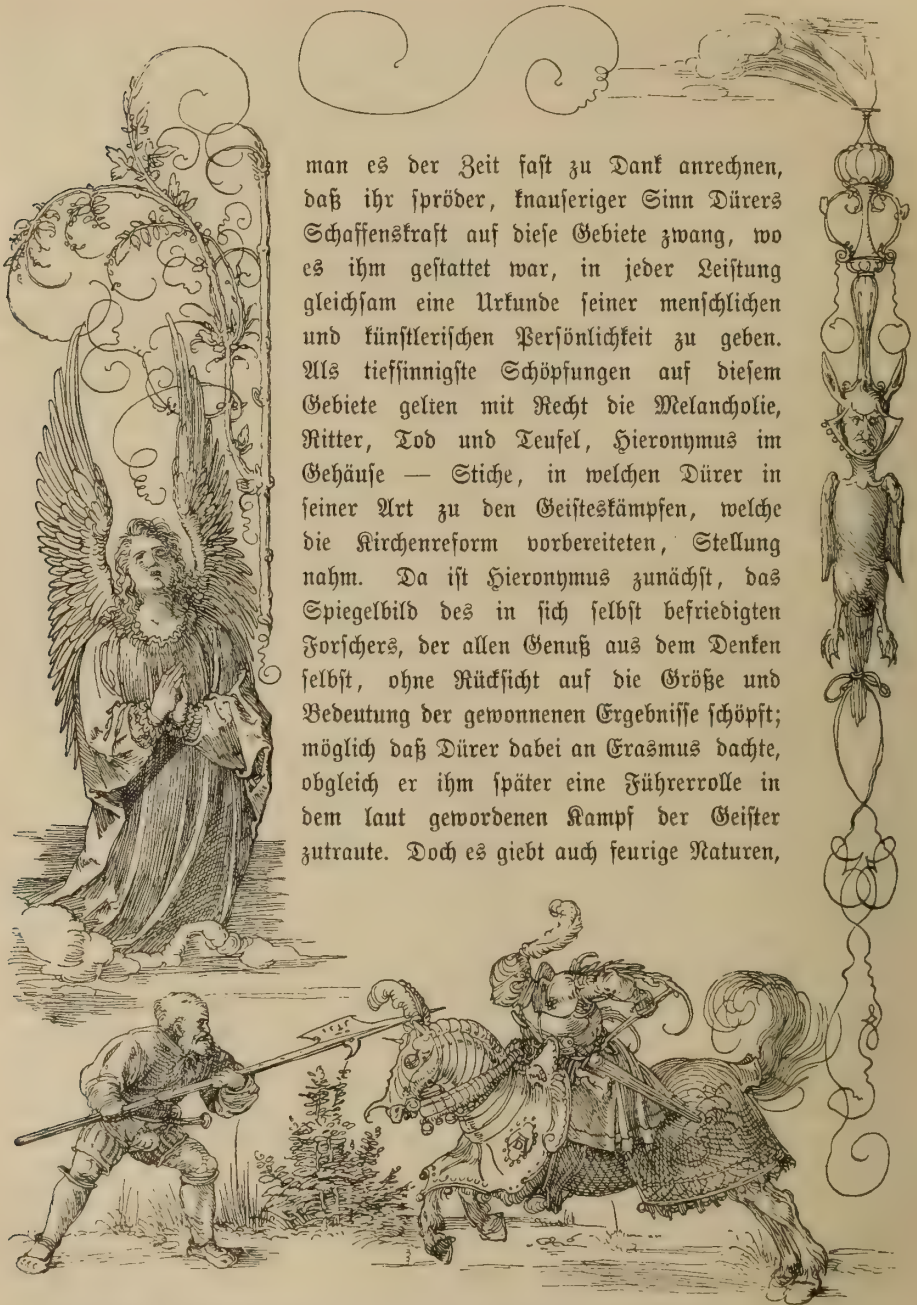 man es der Zeit fast zu Dank anrechnen,
daß ihr spröder, knauseriger Sinn Dürers
Schaffenskraft auf diese Gebiete zwang, wo
es ihm gestattet war, in jeder Leistung
gleichsam eine Urkunde seiner menschlichen
und künstlerischen Persönlichkeit zu geben.
Als tiefsinnigste Schöpfungen auf diesem
Gebiete gelten mit Recht die Melancholie,
Ritter, Tod und Teufel, Hieronymus im
Gehäuse — Stiche, in welchen Dürer in
seiner Art zu den Geisteskämpfen, welche
die Kirchenreform vorbereiteten, Stellung
nahm. Da ist Hieronymus zunächst, das
Spiegelbild des in sich selbst befriedigten
Forschers, der allen Genuß aus dem Denken
selbst, ohne Rücksicht auf die Größe und
Bedeutung der gewonnenen Ergebnisse schöpft;
möglich daß Dürer dabei an Erasmus dachte,
obgleich er ihm später eine Führerrolle in
dem laut gewordenen Kampf der Geister
zutraute. Doch es giebt auch feurige Naturen,